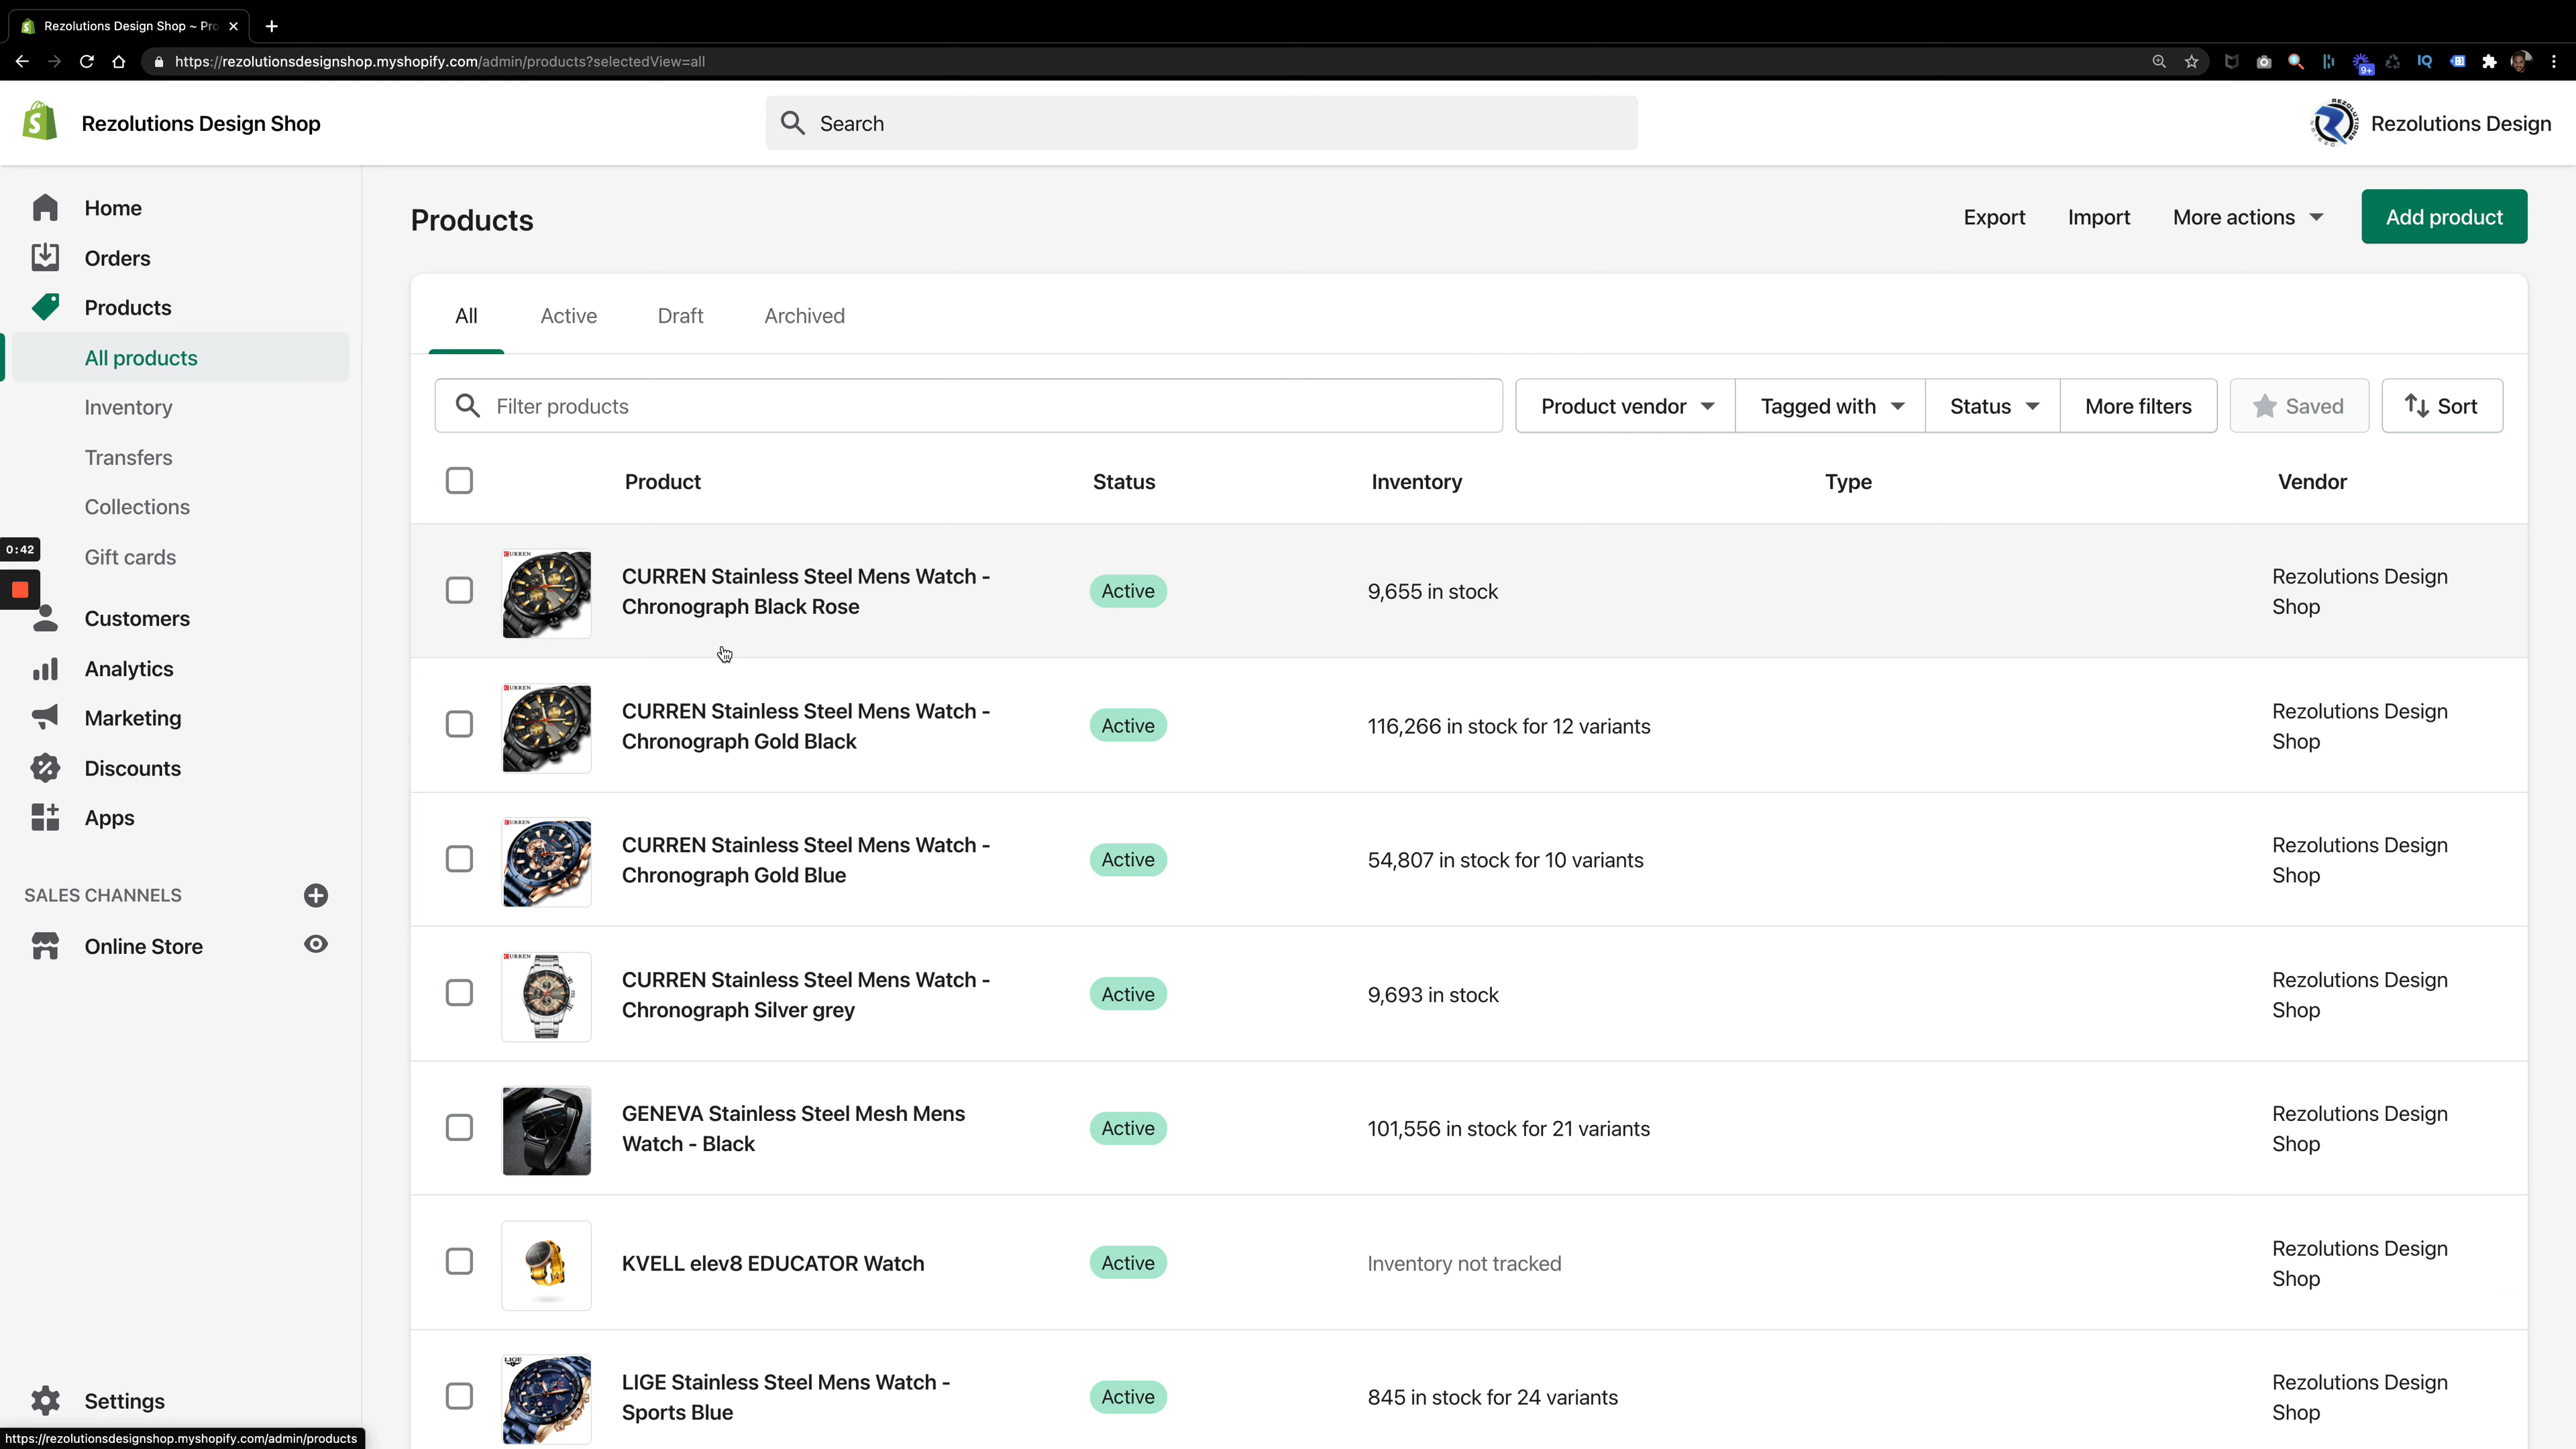 Rezolutions Design Shop ~ Pro
https://rezolutionsdesignshop.myshopify.com/admin/products?selectedView=all
9+
IQ
Rezolutions Design Shop
Search
Rezolutions Design
Home
Orders
Products
All products
Inventory
Transfers
Collections
Gift cards
0:42
Customers
Analytics
Marketing
Discounts
Apps
SALES CHANNELS
Online Store
Settings
https://rezolutionsdesignshop.myshopify.com/admin/products
Products
Export Import More actions Add product
All Active Draft Archived
Filter products Product vendor Tagged with Status More filters Saved Sort
Product Status Inventory Type Vendor
CURREN
CURREN Stainless Steel Mens Watch -
Chronograph Black Rose
Active
9,655 in stock
Rezolutions Design
Shop
CURREN
CURREN Stainless Steel Mens Watch -
Chronograph Gold Black
Active
116,266 in stock for 12 variants
Rezolutions Design
Shop
CURREN
CURREN Stainless Steel Mens Watch -
Chronograph Gold Blue
Active
54,807 in stock for 10 variants
Rezolutions Design
Shop
CURREN
CURREN Stainless Steel Mens Watch -
Chronograph Silver grey
Active
9,693 in stock
Rezolutions Design
Shop
GENEVA Stainless Steel Mesh Mens
Watch - Black
Active
101,556 in stock for 21 variants
Rezolutions Design
Shop
KVELL elev8 EDUCATOR Watch
Active
Inventory not tracked
Rezolutions Design
Shop
LIGE
LIGE Stainless Steel Mens Watch -
Sports Blue
Active
845 in stock for 24 variants
Rezolutions Design
Shop